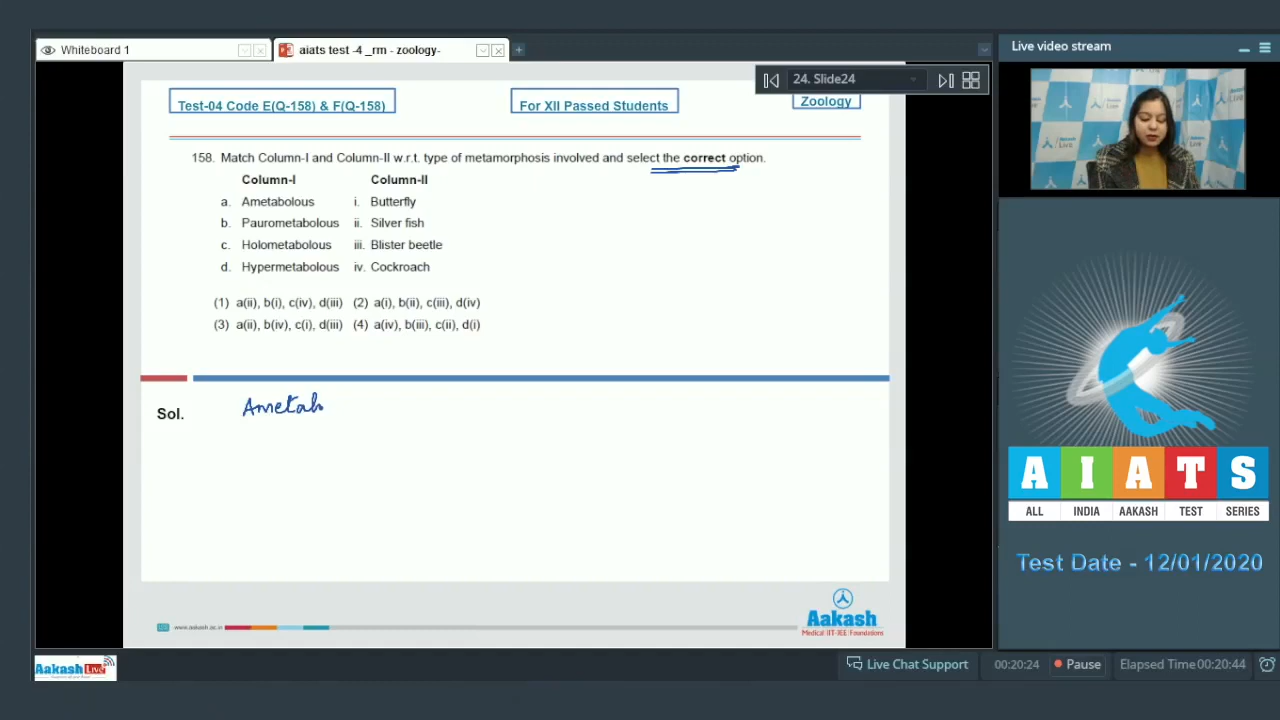 Whiteboard 1
aiats test -4 _rm - zoology-
Live video stream
24. Slide24
Test-04 Code E(Q-158) & F(Q-158)
For XII Passed Students
Zoology
158. Match Column-I and Column-II w.r.t. type of metamorphosis involved and select the correct option.
Column-I Column-II
a. Ametabolous i. Butterfly
b. Paurometabolous ii. Silver fish
c. Holometabolous iii. Blister beetle
d. Hypermetabolous iv. Cockroach
(1) a(ii), b(i), c(iv), d(iii) (2) a(i), b(ii), c(iii), d(iv)
(3) a(ii), b(iv), c(i), d(iii) (4) a(iv), b(iii), c(ii), d(i)
Sol. Ametab
A I A T S
ALL INDIA AAKASH TEST SERIES
Test Date - 12/01/2020
www.aakash.ac.in
Aakash
Medical|IIT-JEE|Foundations
Aakash Live
Live Chat Support
00:20:24
Pause
Elapsed Time 00:20:44